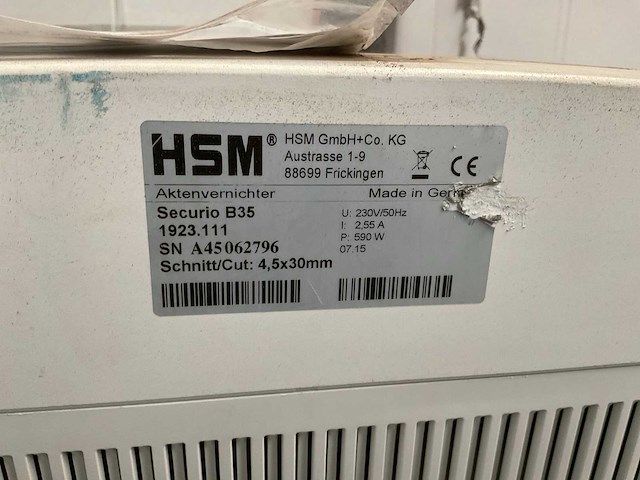 HSM® HSM GmbH+Co. KG
Austrasse 1-9
88699 Frickingen
CE
Aktenvernichter Made in
Securio B35
1923.111
SN A45062796
Schnitt/Cut: 4,5x30mm
U: 230V/50Hz
I: 2,55 A
P: 590 W
07.15